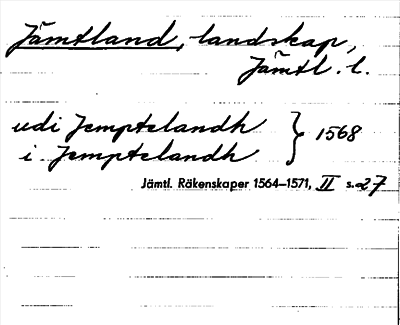 Jämtland, landskap,
Jämtl. l.
udi Jemptelandh } 1568
i Jemptelandh
Jämtl. Räkenskaper 1564–1571, II s. 27